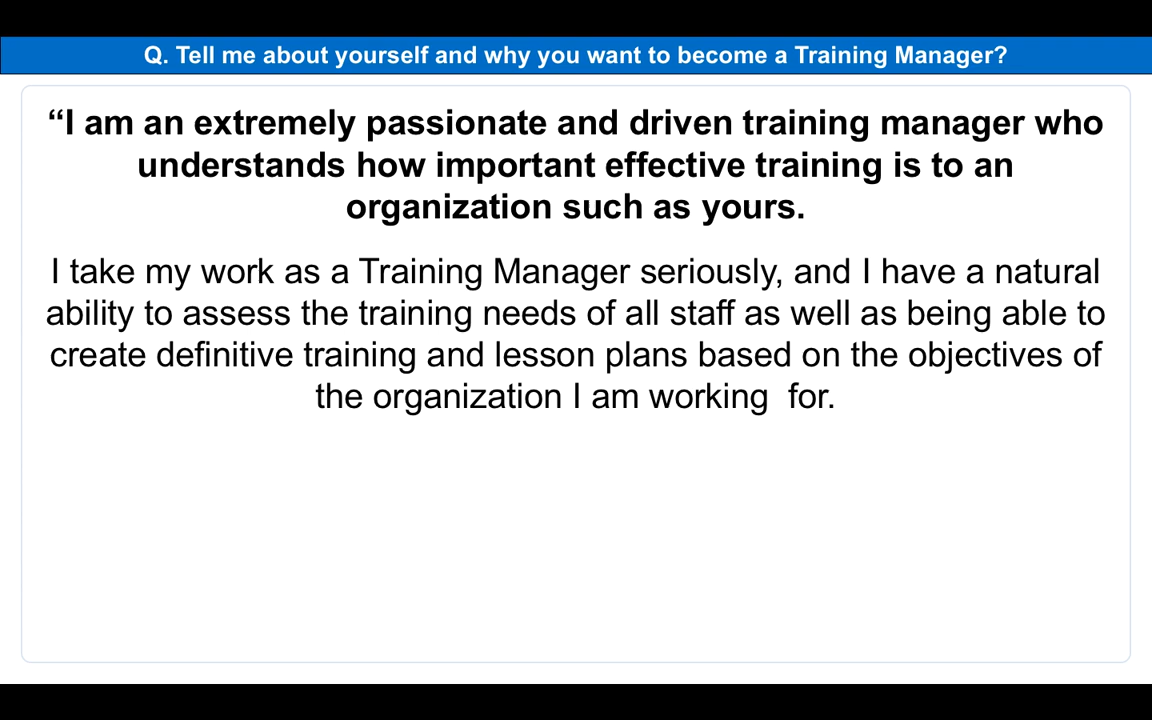 Q. Tell me about yourself and why you want to become a Training Manager?
“I am an extremely passionate and driven training manager who
understands how important effective training is to an
organization such as yours.
I take my work as a Training Manager seriously, and I have a natural
ability to assess the training needs of all staff as well as being able to
create definitive training and lesson plans based on the objectives of
the organization I am working  for.